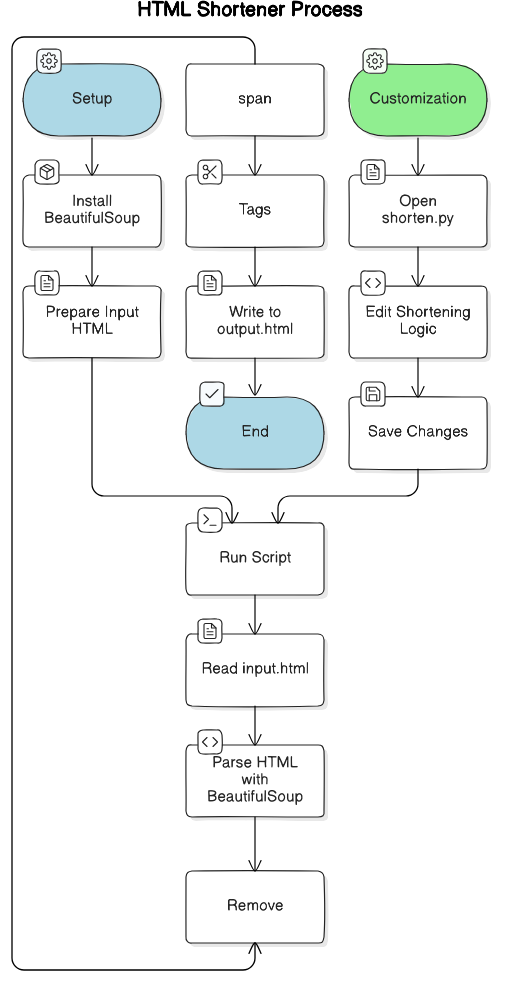 HTML Shortener Process
Setup
span
Customization
Install
BeautifulSoup
Tags
Open
shorten.py
Prepare Input
HTML
Write to
output.html
Edit Shortening
Logic
End
Save Changes
Run Script
Read input.html
Parse HTML
with
BeautifulSoup
Remove